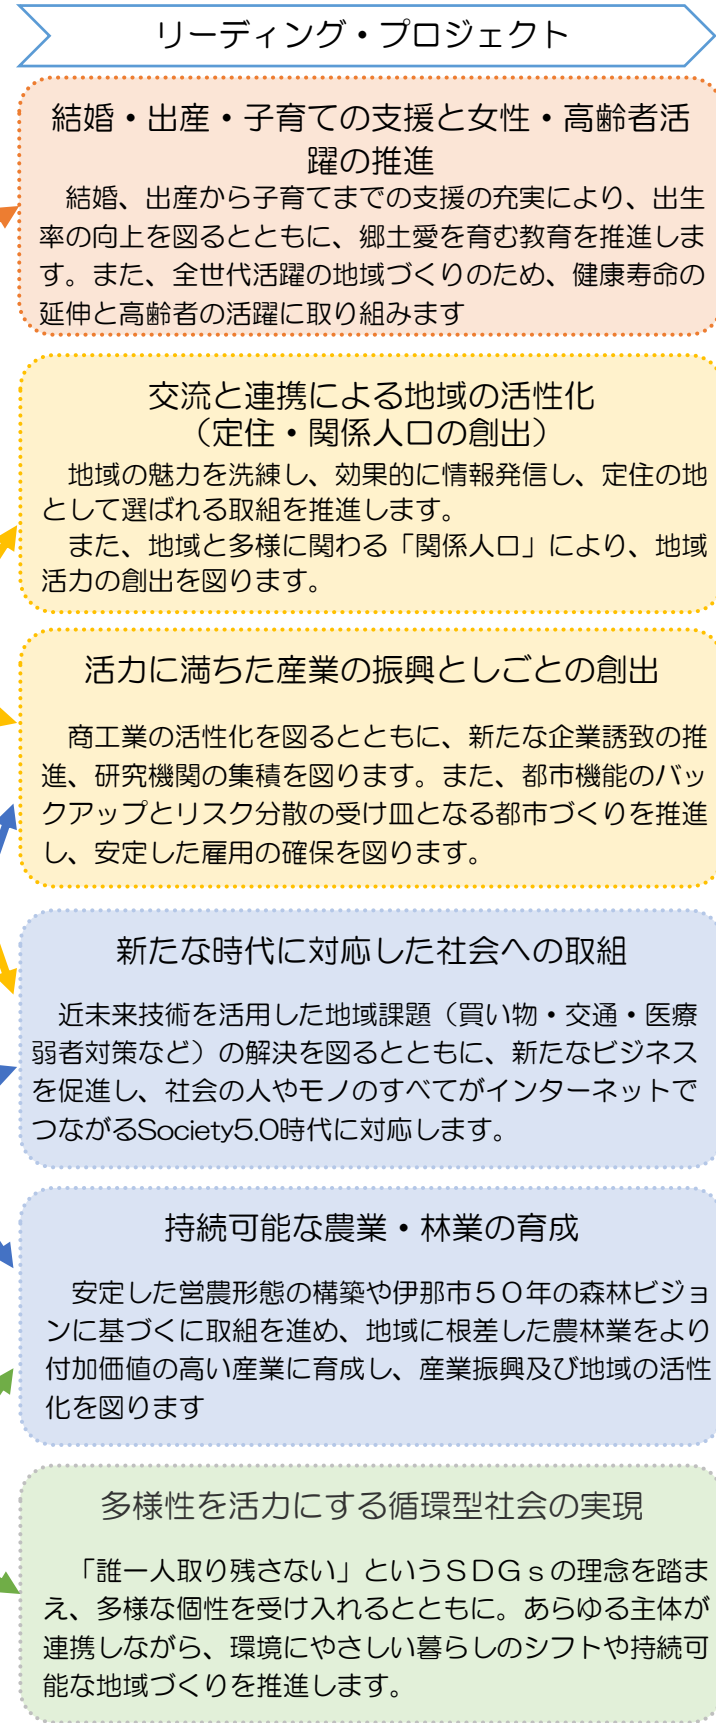 リーディング・プロジェクト
結婚・出産・子育ての支援と女性・高齢者活
躍の推進
結婚、出産から子育てまでの支援の充実により、出生
率の向上を図るとともに、郷土愛を育む教育を推進しま
す。また、全世代活躍の地域づくりのため、健康寿命の
延伸と高齢者の活躍に取り組みます
交流と連携による地域の活性化
（定住・関係人口の創出）
地域の魅力を洗練し、効果的に情報発信し、定住の地
として選ばれる取組を推進します。
また、地域と多様に関わる「関係人口」により、地域
活力の創出を図ります。
活力に満ちた産業の振興としごとの創出
商工業の活性化を図るとともに、新たな企業誘致の推
進、研究機関の集積を図ります。また、都市機能のバッ
クアップとリスク分散の受け皿となる都市づくりを推進
し、安定した雇用の確保を図ります。
新たな時代に対応した社会への取組
近未来技術を活用した地域課題（買い物・交通・医療
弱者対策など）の解決を図るとともに、新たなビジネス
を促進し、社会の人やモノのすべてがインターネットで
つながるSociety5.0時代に対応します。
持続可能な農業・林業の育成
安定した営農形態の構築や伊那市５０年の森林ビジョ
ンに基づくに取組を進め、地域に根差した農林業をより
付加価値の高い産業に育成し、産業振興及び地域の活性
化を図ります
多様性を活力にする循環型社会の実現
「誰一人取り残さない」というＳＤＧｓの理念を踏ま
え、多様な個性を受け入れるとともに。あらゆる主体が
連携しながら、環境にやさしい暮らしのシフトや持続可
能な地域づくりを推進します。